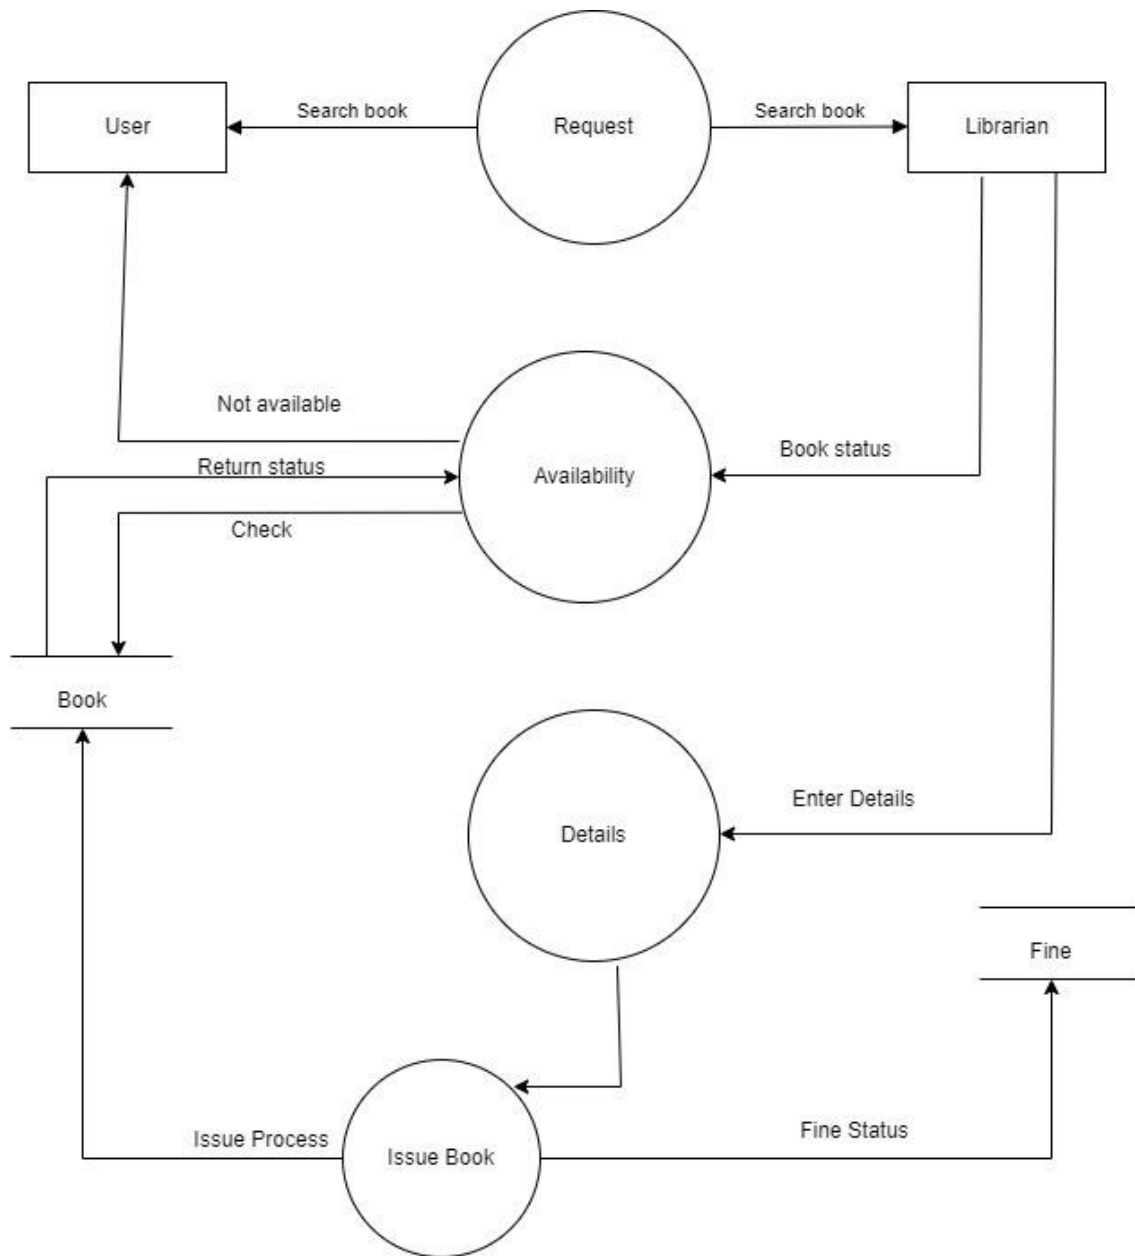 User
Search book
Request
Search book
Librarian
Not available
Return status
Check
Availability
Book status
Book
Details
Enter Details
Fine
Issue Process
Issue Book
Fine Status